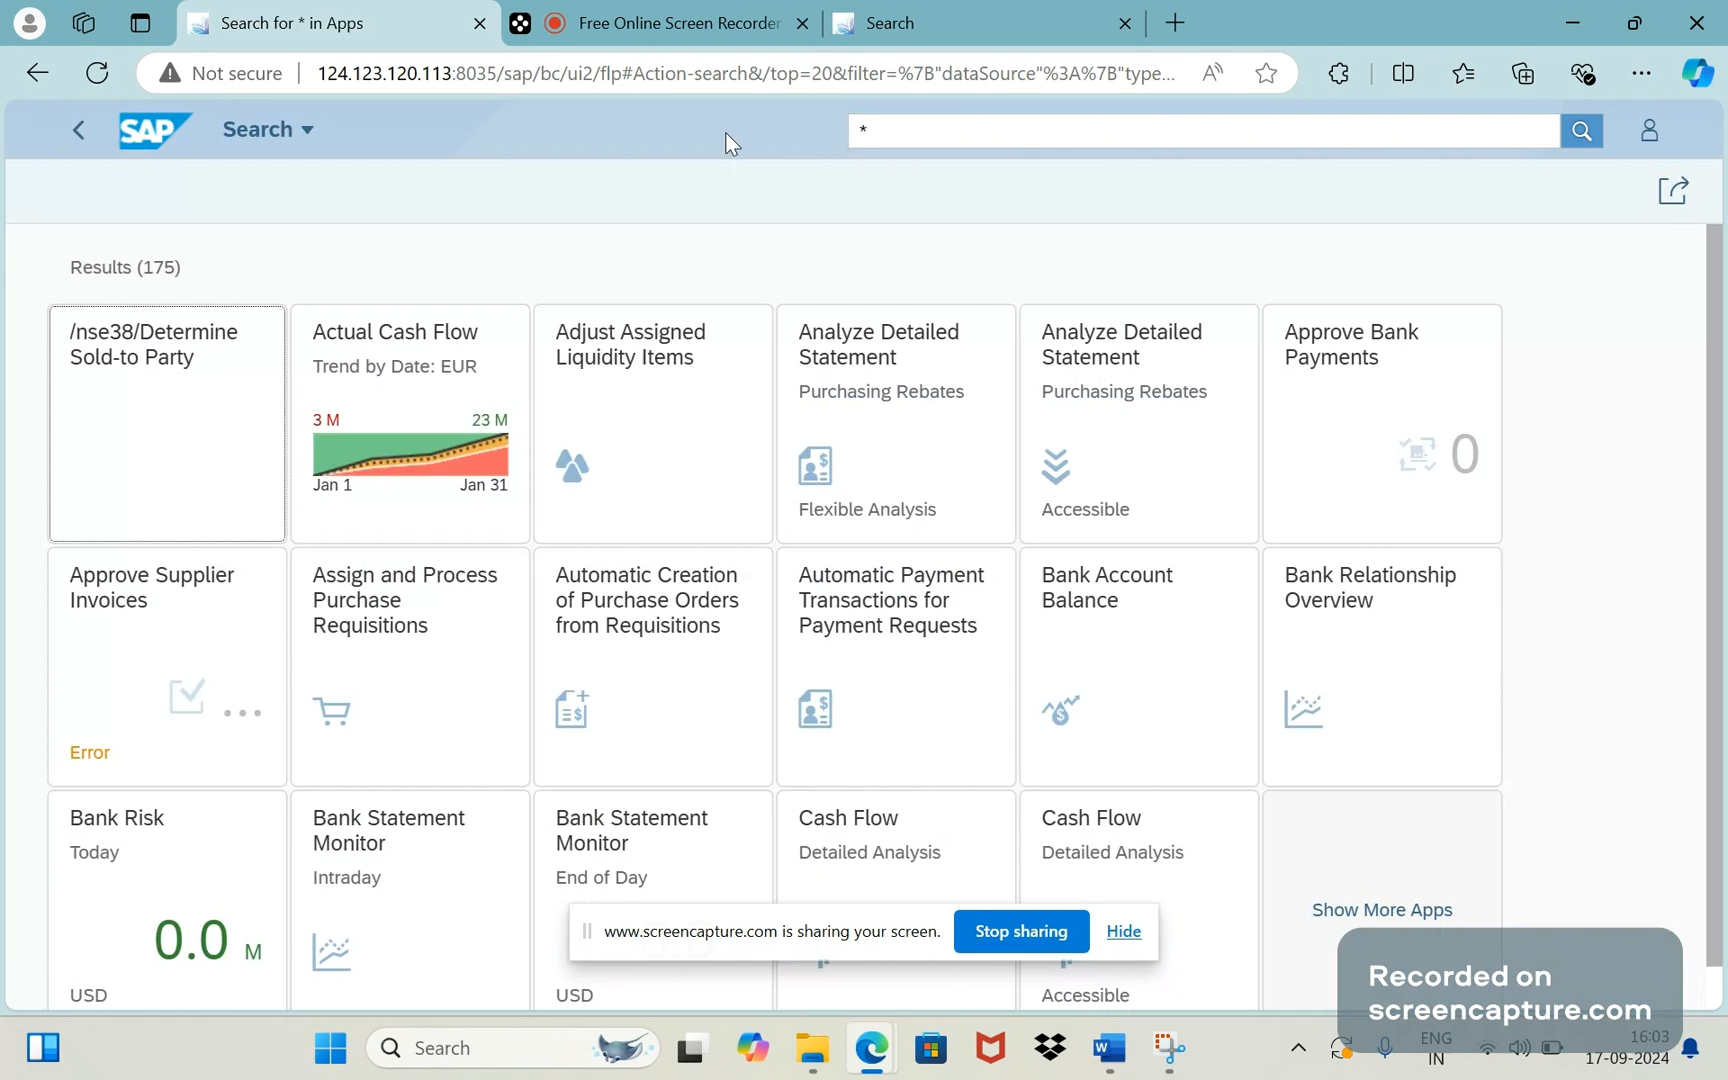 Search for * in Apps
Free Online Screen Recorder
Search
Not secure
124.123.120.113:8035/sap/bc/ui2/flp#Action-search&/top=20&filter=%7B"dataSource"%3A%7B"type...
SAP
Search
*
Results (175)
/nse38/Determine
Sold-to Party
Actual Cash Flow
Trend by Date: EUR
3 M
23 M
Jan 1
Jan 31
Adjust Assigned
Liquidity Items
Analyze Detailed
Statement
Purchasing Rebates
Flexible Analysis
Analyze Detailed
Statement
Purchasing Rebates
Accessible
Approve Bank
Payments
0
Approve Supplier
Invoices
...
Error
Assign and Process
Purchase
Requisitions
Automatic Creation
of Purchase Orders
from Requisitions
Automatic Payment
Transactions for
Payment Requests
Bank Account
Balance
Bank Relationship
Overview
Bank Risk
Today
0.0 M
USD
Bank Statement
Monitor
Intraday
Bank Statement
Monitor
End of Day
USD
Cash Flow
Detailed Analysis
Cash Flow
Detailed Analysis
Accessible
Show More Apps
www.screencapture.com is sharing your screen.
Stop sharing
Hide
Recorded on
screencapture.com
Search
ENG
IN
16:03
17-09-2024